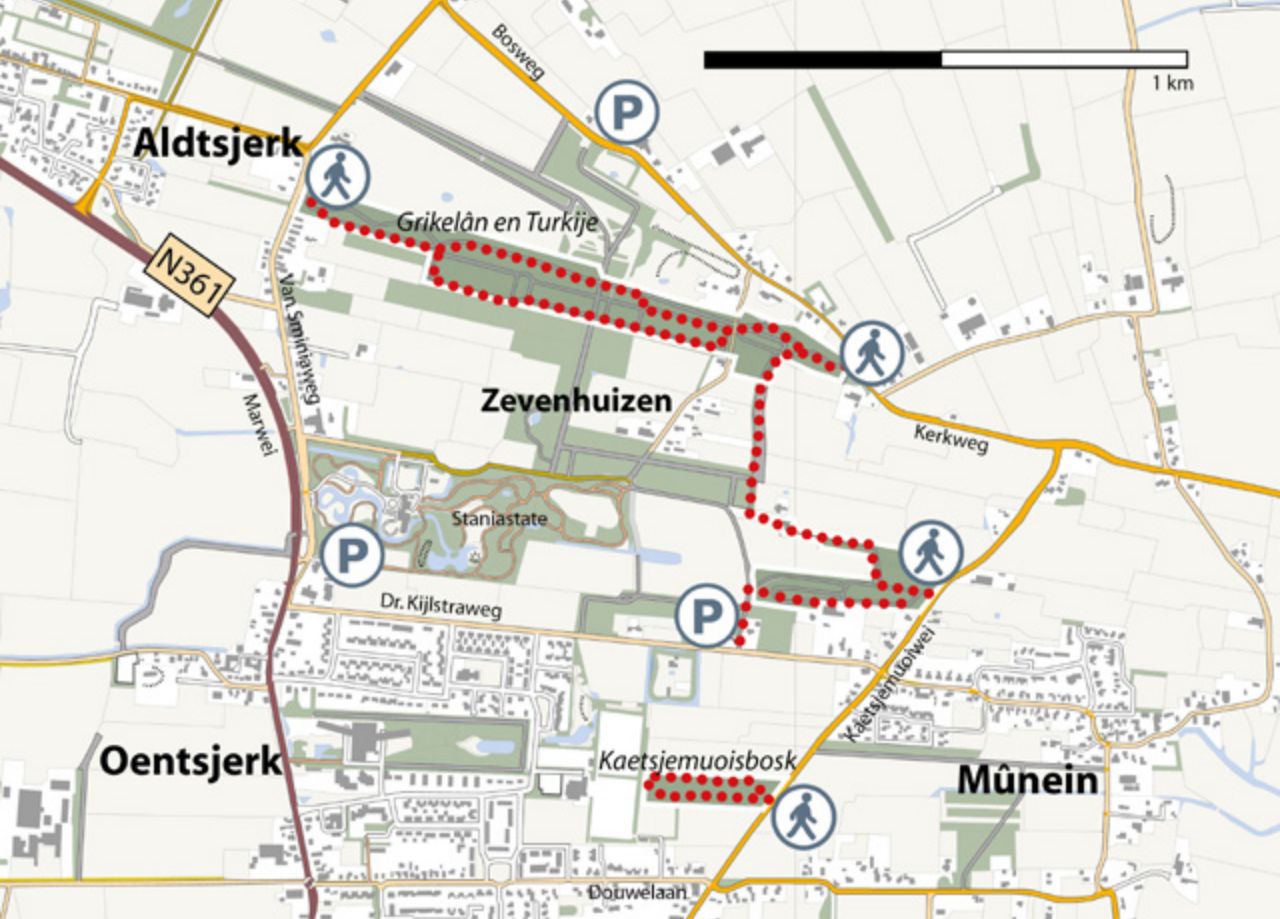 Bosweg
P
1 km
Aldtsjerk
Grikelân en Turkije
N361
Van Sminiaweg
Zevenhuizen
Marwei
Kerkweg
Staniastate
P
Dr. Kijlstraweg
P
Kaetsjemuoiwei
Oentsjerk
Kaetsjemuoisbosk
Mûnein
Douwelaan